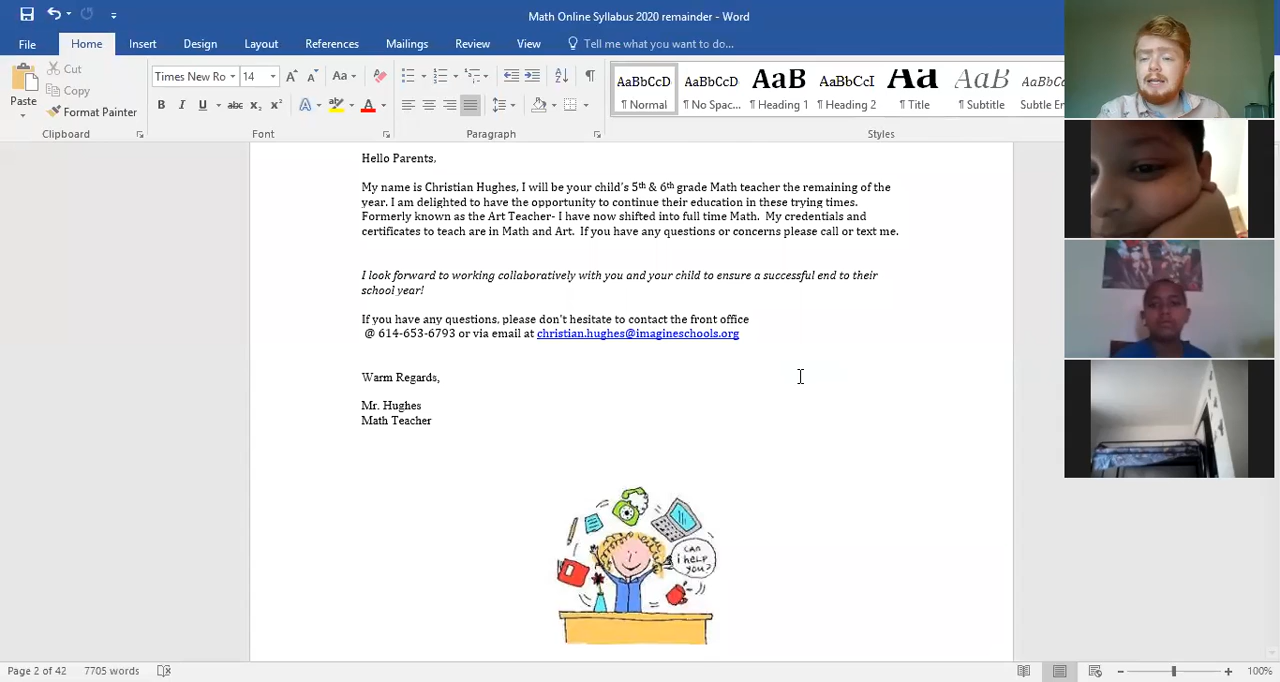 Math Online Syllabus 2020 remainder - Word
File Home Insert Design Layout References Mailings Review View Tell me what you want to do...
Paste
Cut
Copy
Format Painter
Times New Ro 14
Aa
B I U abc X₂ X² A A
AaBbCcD AaBbCcD AaB AaBbCcI AaB AaB AaBbCc
¶ Normal ¶ No Spac... ¶ Heading 1 ¶ Heading 2 ¶ Title ¶ Subtitle Subtle Em
Clipboard Font Paragraph Styles
Hello Parents,
My name is Christian Hughes, I will be your child's 5th & 6th grade Math teacher the remaining of the
year. I am delighted to have the opportunity to continue their education in these trying times.
Formerly known as the Art Teacher- I have now shifted into full time Math. My credentials and
certificates to teach are in Math and Art. If you have any questions or concerns please call or text me.
I look forward to working collaboratively with you and your child to ensure a successful end to their
school year!
If you have any questions, please don't hesitate to contact the front office
@ 614-653-6793 or via email at christian.hughes@imagineschools.org
Warm Regards,
Mr. Hughes
Math Teacher
CAN
i HELP
YOU?
Page 2 of 42 7705 words 100%